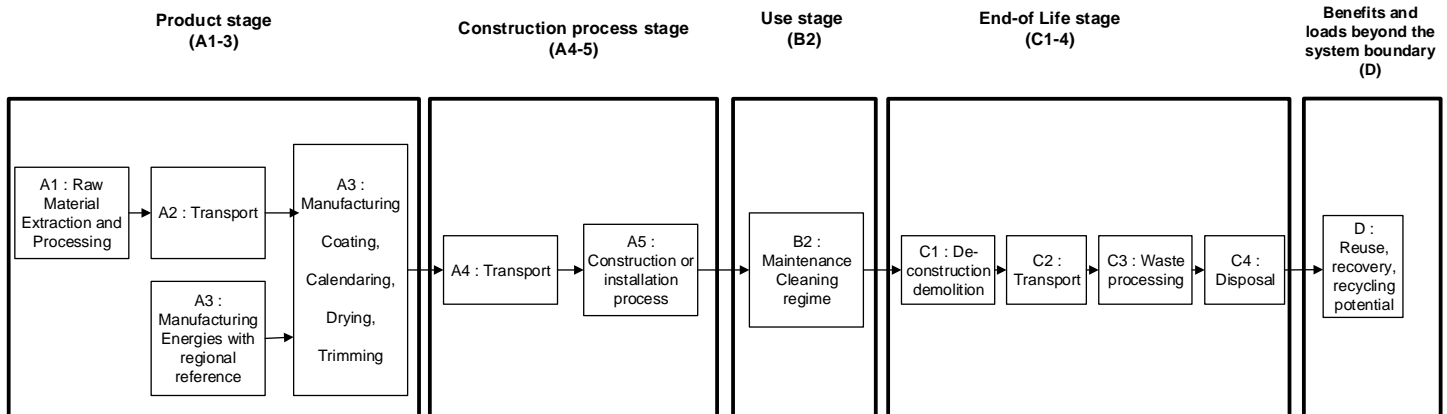 Product stage
(A1-3)
Construction process stage
(A4-5)
Use stage
(B2)
End-of Life stage
(C1-4)
Benefits and
loads beyond the
system boundary
(D)
A1 : Raw
Material
Extraction and
Processing
A2 : Transport
A3 :
Manufacturing
Energies with
regional
reference
A3 :
Manufacturing
Coating,
Calendaring,
Drying,
Trimming
A4 : Transport
A5 :
Construction or
installation
process
B2 :
Maintenance
Cleaning
regime
C1 : De-
construction
demolition
C2 :
Transport
C3 : Waste
processing
C4 :
Disposal
D :
Reuse,
recovery,
recycling
potential